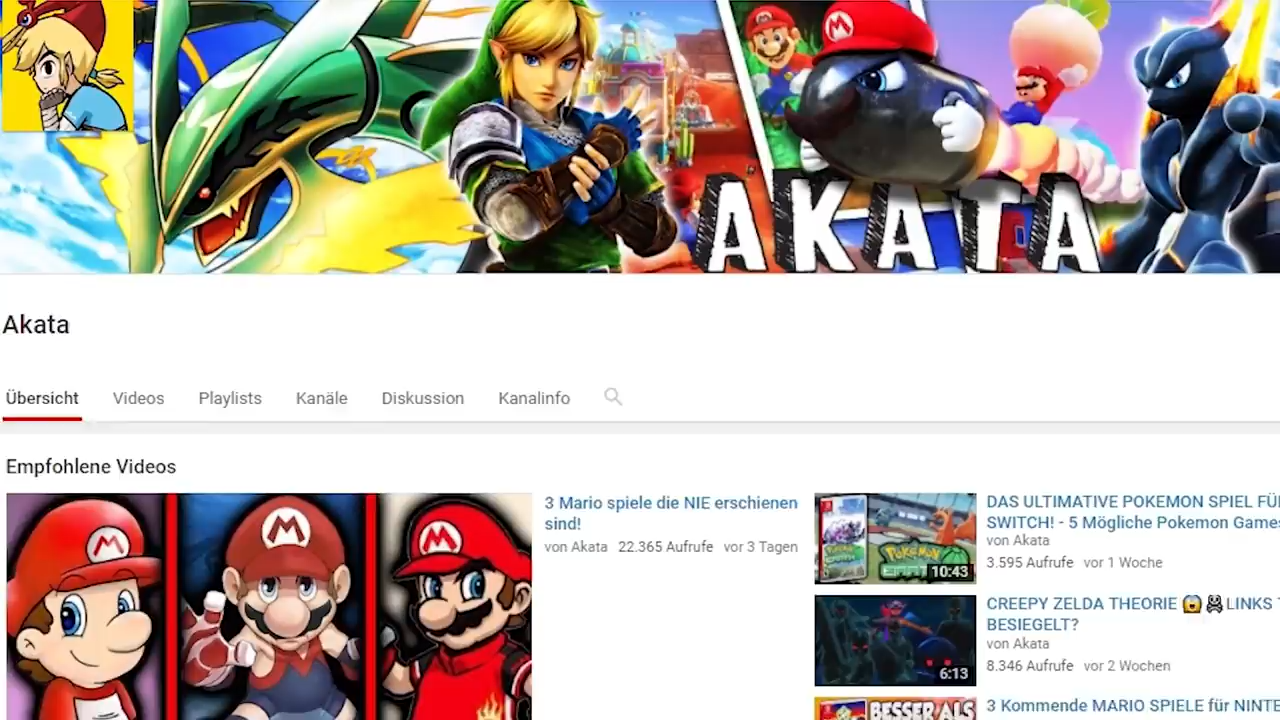 AKATA
Akata
Übersicht Videos Playlists Kanäle Diskussion Kanalinfo
Empfohlene Videos
3 Mario spiele die NIE erschienen
sind!
von Akata 22.365 Aufrufe vor 3 Tagen
DAS ULTIMATIVE POKEMON SPIEL FÜ
SWITCH! - 5 Mögliche Pokemon Game
von Akata
3.595 Aufrufe vor 1 Woche
POKéMON
10:43
CREEPY ZELDA THEORIE 😱☠LINKS
BESIEGELT?
von Akata
8.346 Aufrufe vor 2 Wochen
6:13
3 Kommende MARIO SPIELE für NINTE
BESSER ALS